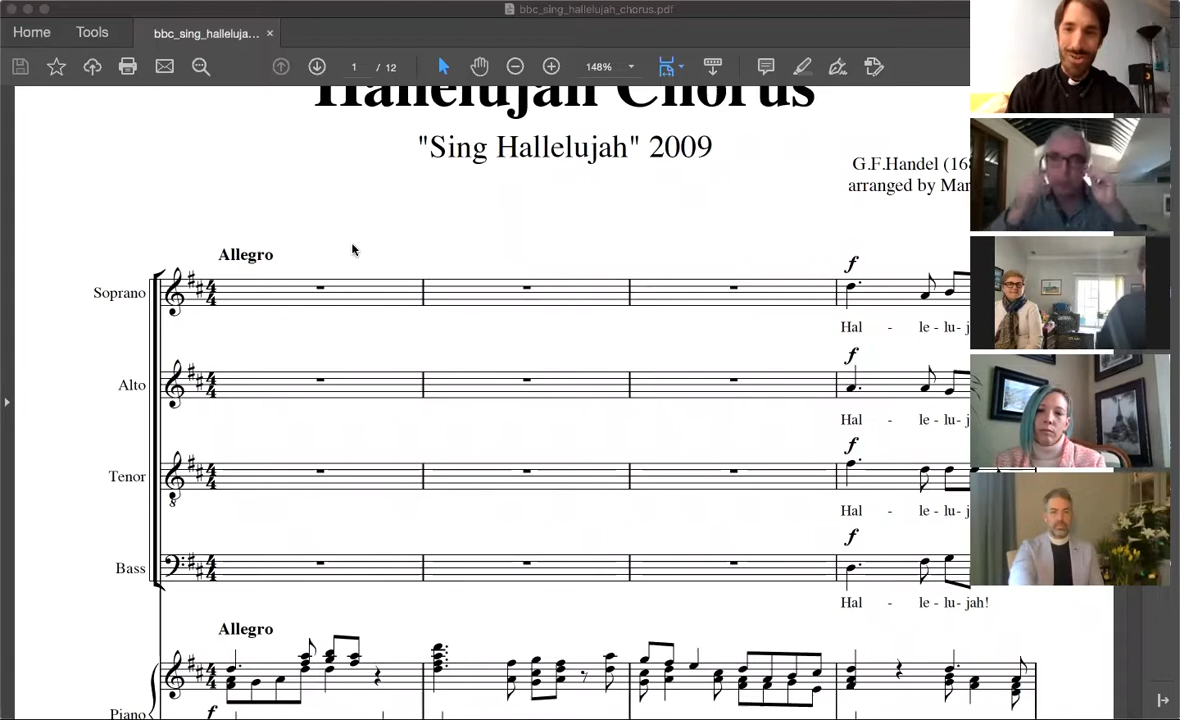 bbc_sing_hallelujah_chorus.pdf
Home Tools bbc_sing_halleluja... ×
1 / 12 148%
Hallelujah Chorus
"Sing Hallelujah" 2009
G.F.Handel (168
arranged by Mar
Allegro
f
Soprano
Hal - le - lu- j
f
Alto
Hal - le - lu- j
f
Tenor
Hal - le - lu- j
f
Bass
Hal - le - lu- jah!
Allegro
Piano
f